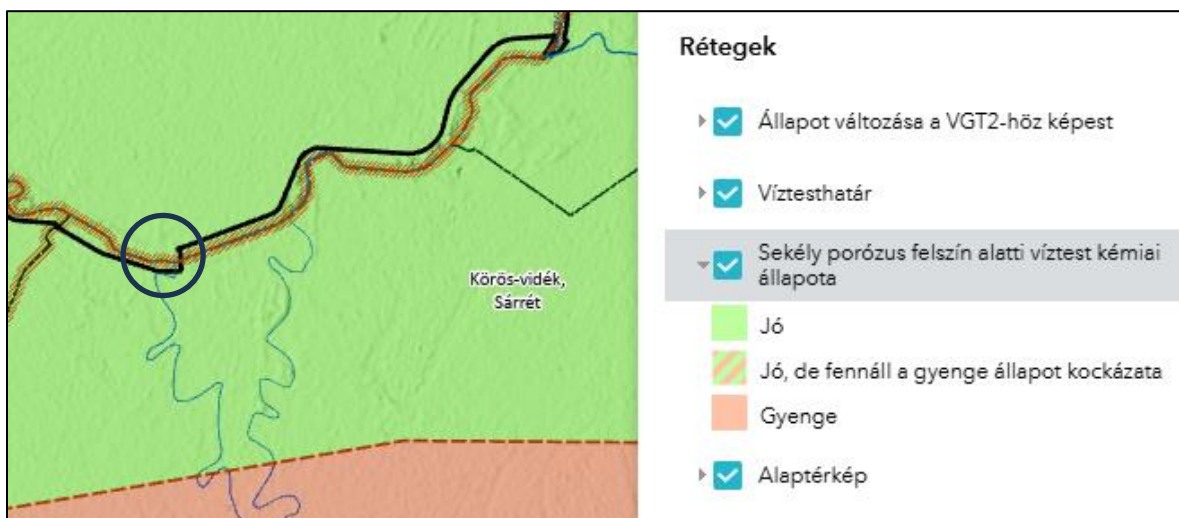 Körös-vidék,
Sárrét
Rétegek
Állapot változása a VGT2-höz képest
Víztesthatár
Sekély porózus felszín alatti víztest kémiai
állapota
Jó
Jó, de fennáll a gyenge állapot kockázata
Gyenge
Alaptérkép